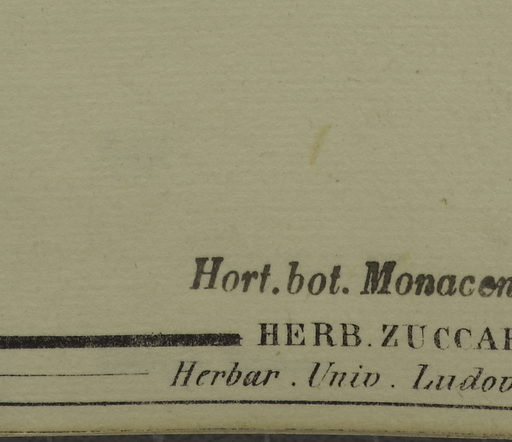 Hort. bot. Monacen
HERB. ZUCCAR
Herbar. Univ. Ludov